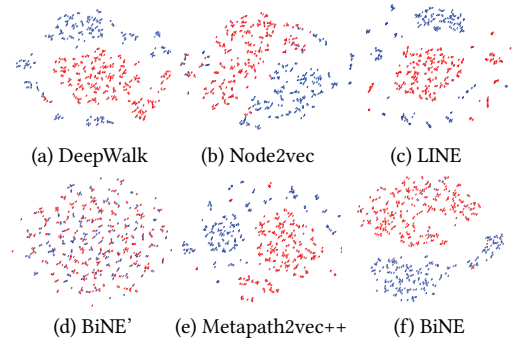 (a) DeepWalk (b) Node2vec (c) LINE
(d) BiNE’ (e) Metapath2vec++ (f) BiNE